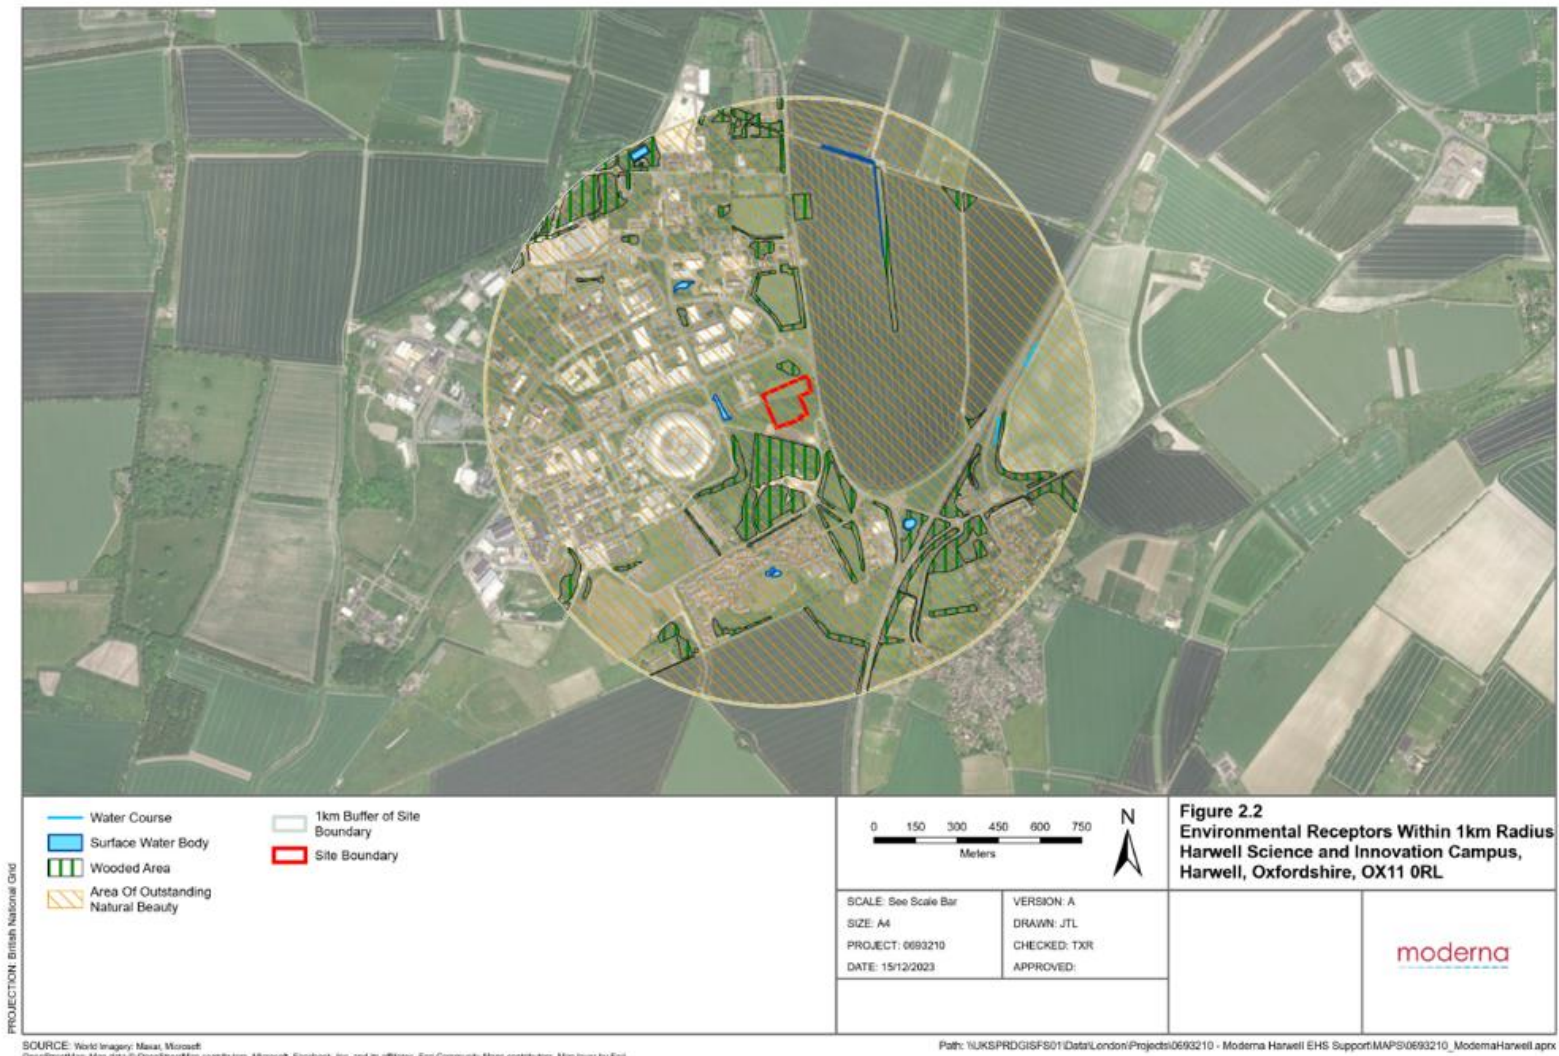 Water Course
Surface Water Body
Wooded Area
Area Of Outstanding
Natural Beauty
1km Buffer of Site
Boundary
Site Boundary
0 150 300 450 600 750
Meters
N
Figure 2.2
Environmental Receptors Within 1km Radius
Harwell Science and Innovation Campus,
Harwell, Oxfordshire, OX11 0RL
SCALE: See Scale Bar
SIZE: A4
PROJECT: 0693210
DATE: 15/12/2023
VERSION: A
DRAWN: JTL
CHECKED: TXR
APPROVED:
moderna
PROJECTION: British National Grid
SOURCE: World Imagery: Maxar, Microsoft
Path: \\UKSPRDGISFS01\Data\London\Projects\0693210 - Moderna Harwell EHS Support\MAPS\0693210_ModernaHarwell.aprx